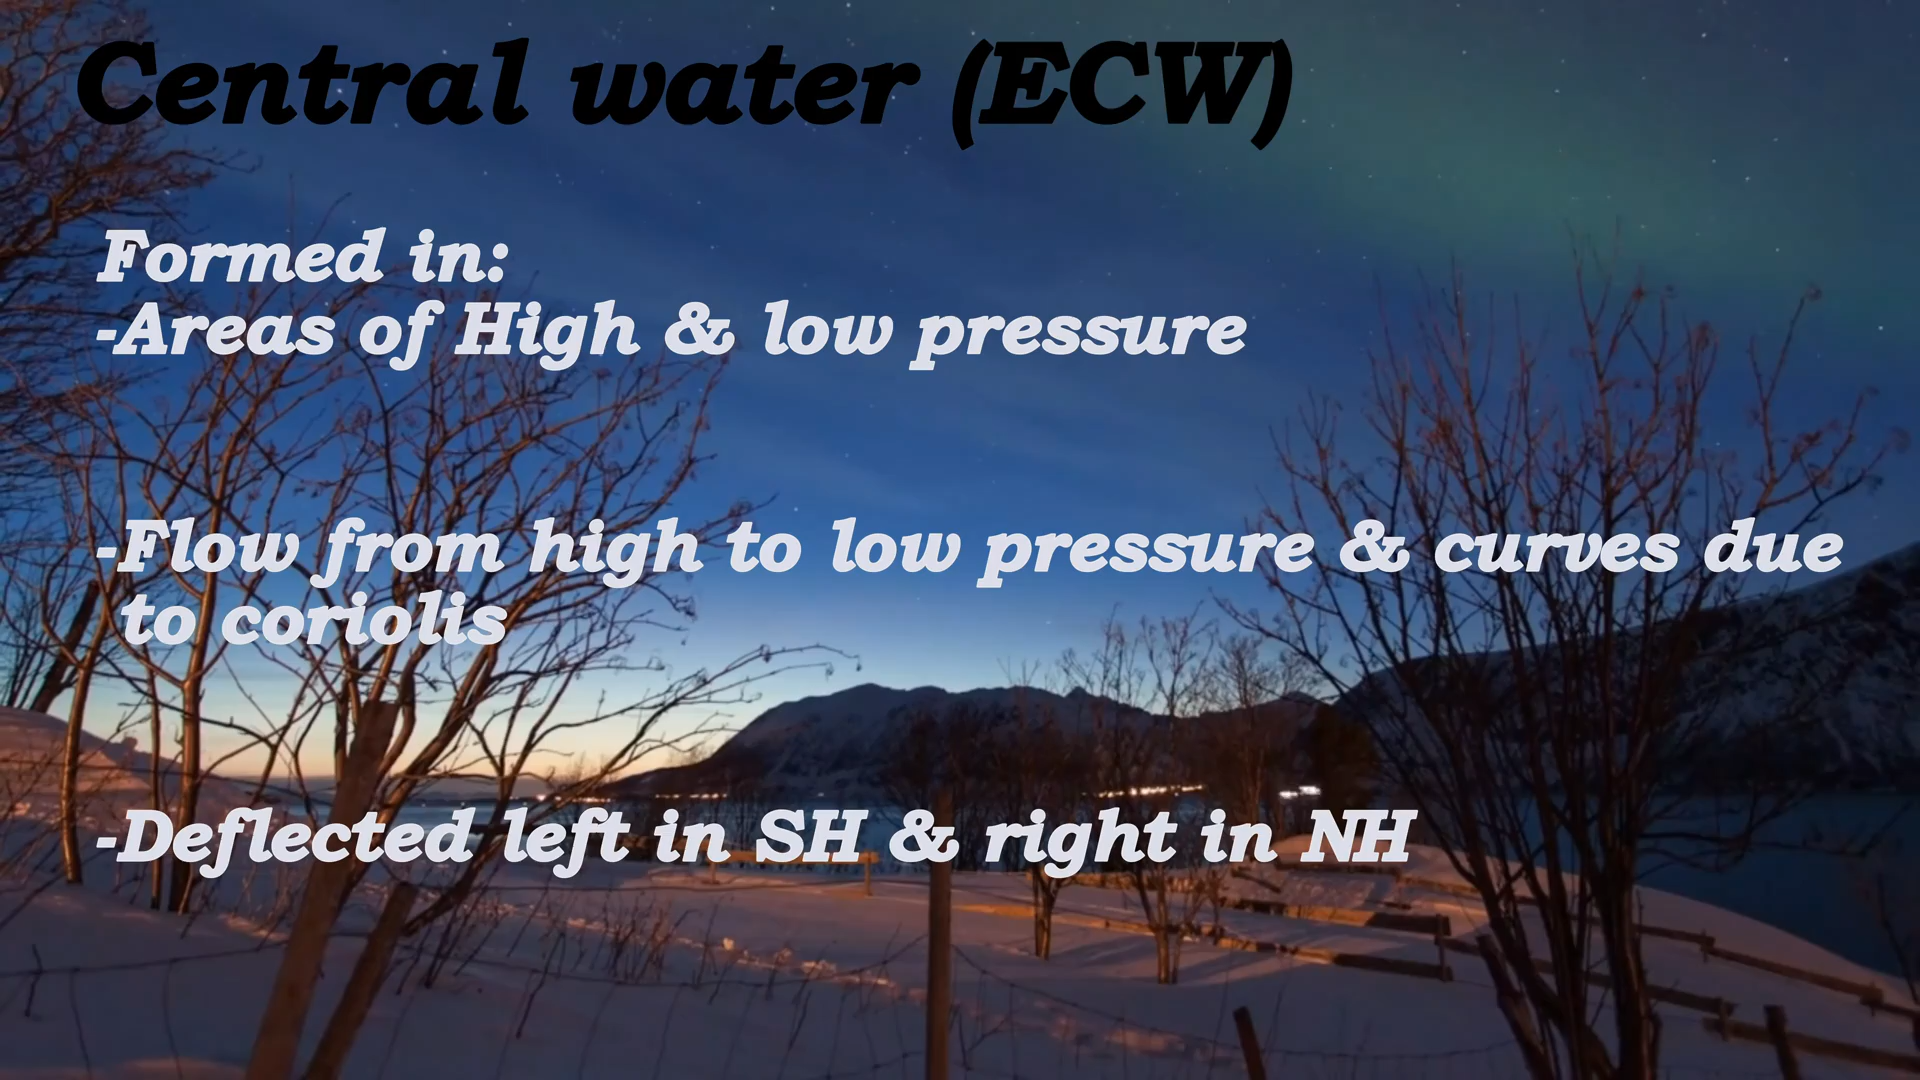 Central water (ECW)
Formed in:
-Areas of High & low pressure
-Flow from high to low pressure & curves due
to coriolis
-Deflected left in SH & right in NH